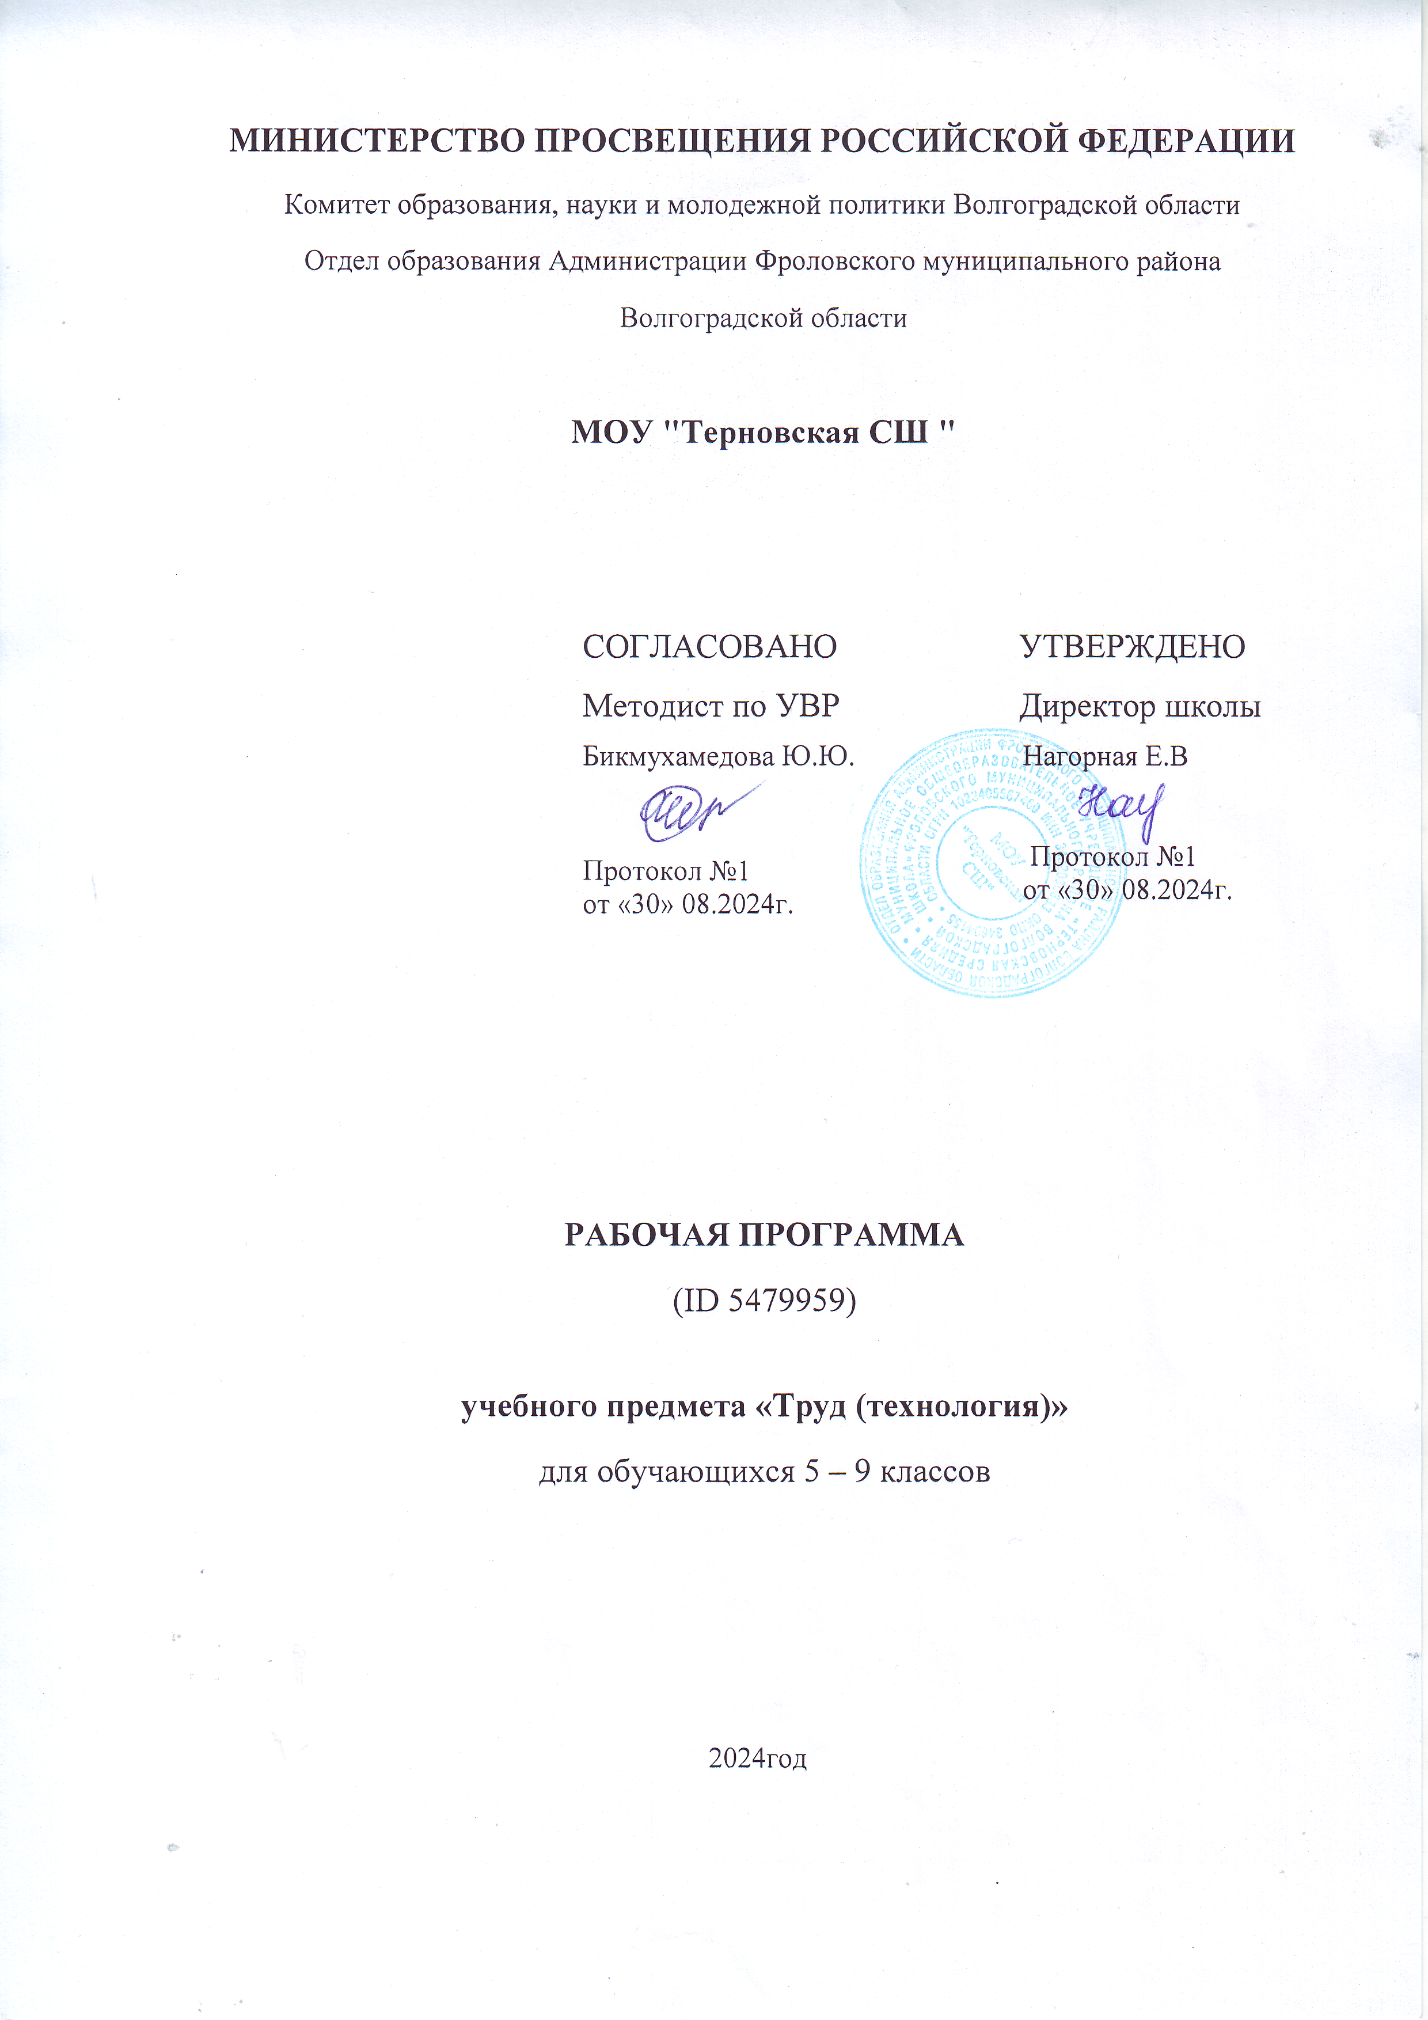 МИНИСТЕРСТВО ПРОСВЕЩЕНИЯ РОССИЙСКОЙ ФЕДЕРАЦИИ
Комитет образования, науки и молодежной политики Волгоградской области
Отдел образования Администрации Фроловского муниципального района
Волгоградской области
МОУ "Терновская СШ "
СОГЛАСОВАНО
Методист по УВР
Бикмухамедова Ю.Ю.
Протокол №1
от «30» 08.2024г.
УТВЕРЖДЕНО
Директор школы
Нагорная Е.В
Протокол №1
от «30» 08.2024г.
МОУ
"Терновская
СШ"
РАБОЧАЯ ПРОГРАММА
(ID 5479959)
учебного предмета «Труд (технология)»
для обучающихся 5 – 9 классов
2024год